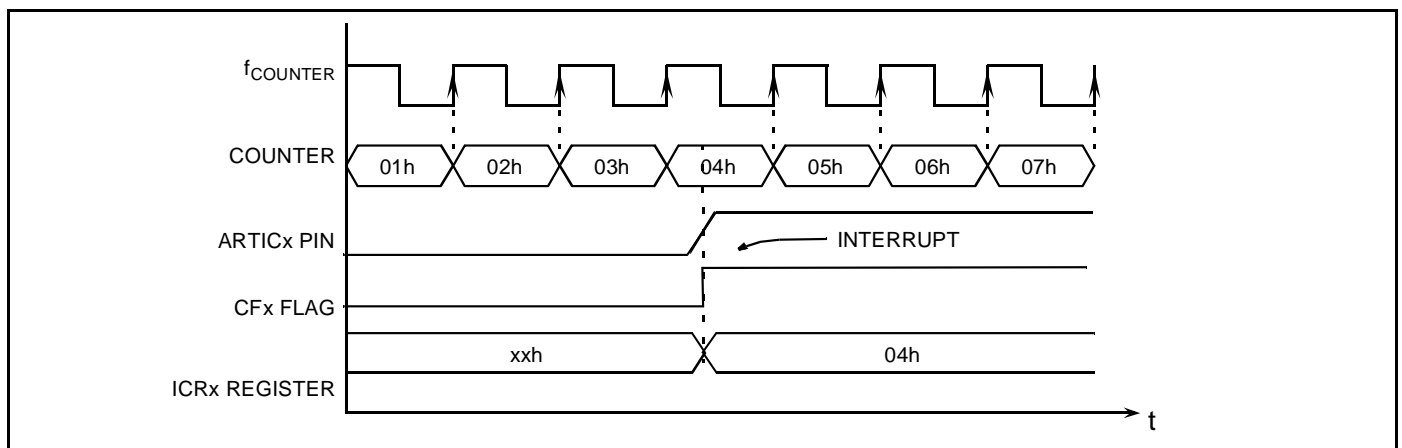 fCOUNTER
COUNTER
01h 02h 03h 04h 05h 06h 07h
ARTICx PIN
INTERRUPT
CFx FLAG
xxh 04h
ICRx REGISTER
t